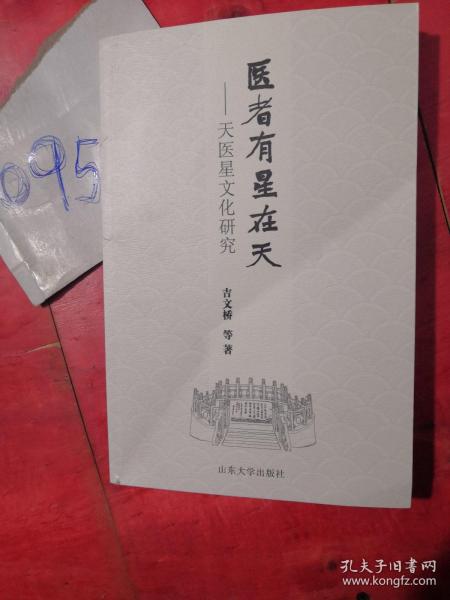 095
医者有星在天
——天医星文化研究
吉文桥 等著
山东大学出版社
孔夫子旧书网
www.kongfz.com